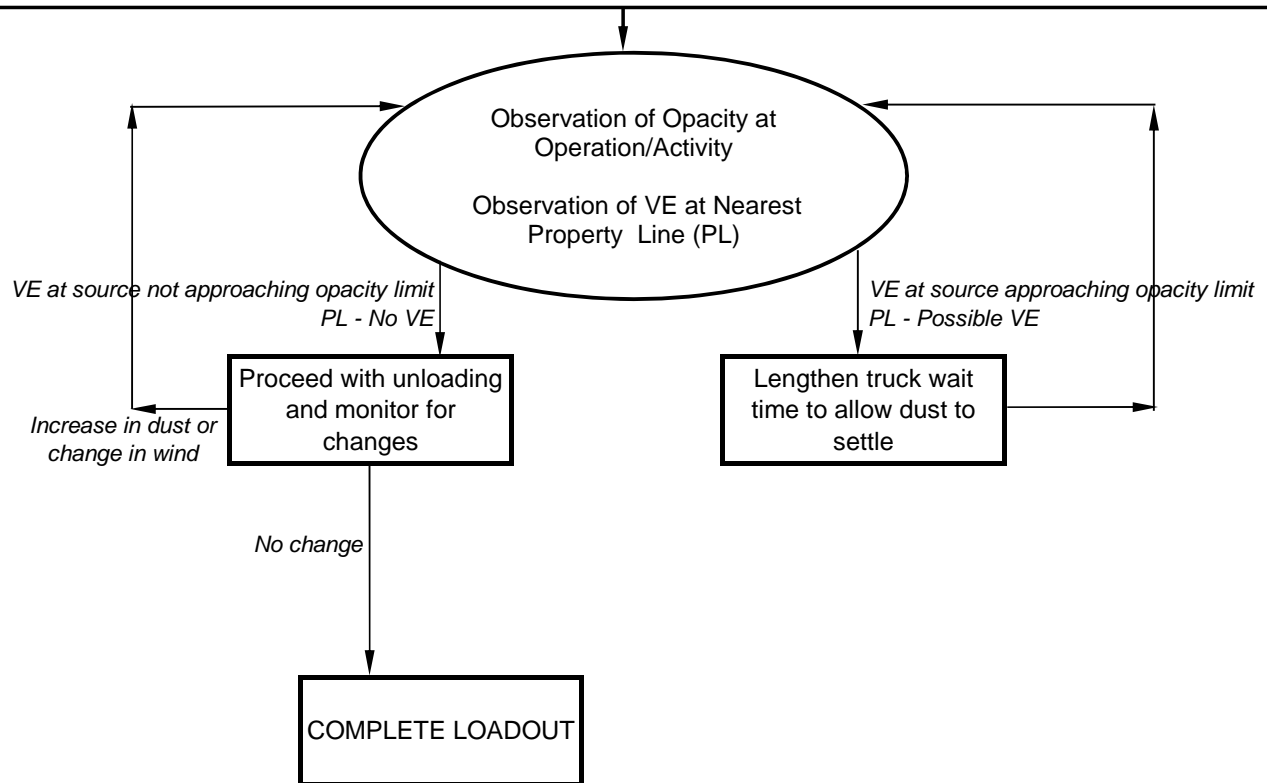 Observation of Opacity at
Operation/Activity
Observation of VE at Nearest
Property Line (PL)
VE at source not approaching opacity limit
PL - No VE
VE at source approaching opacity limit
PL - Possible VE
Proceed with unloading
and monitor for
changes
Lengthen truck wait
time to allow dust to
settle
Increase in dust or
change in wind
No change
COMPLETE LOADOUT